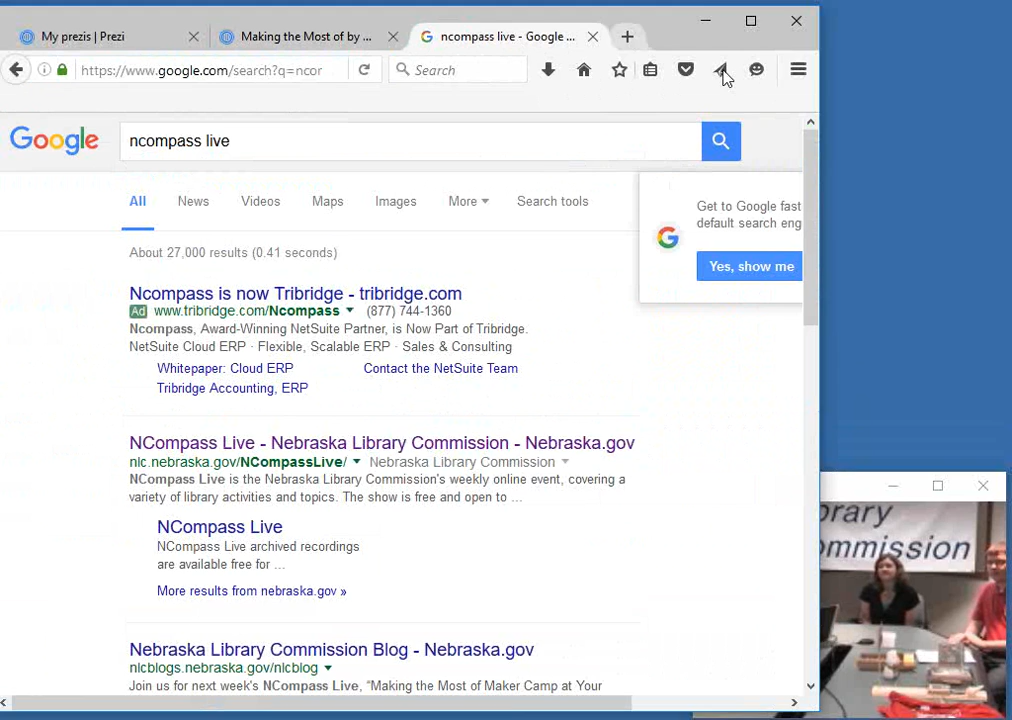 My prezis | Prezi
Making the Most of by ...
ncompass live - Google ...
https://www.google.com/search?q=ncor
Search
Google
ncompass live
All News Videos Maps Images More Search tools
Get to Google fast
default search eng
Yes, show me
About 27,000 results (0.41 seconds)
Ncompass is now Tribridge - tribridge.com
Ad www.tribridge.com/Ncompass (877) 744-1360
Ncompass, Award-Winning NetSuite Partner, is Now Part of Tribridge.
NetSuite Cloud ERP · Flexible, Scalable ERP · Sales & Consulting
Whitepaper: Cloud ERP Contact the NetSuite Team
Tribridge Accounting, ERP
NCompass Live - Nebraska Library Commission - Nebraska.gov
nlc.nebraska.gov/NCompassLive/ Nebraska Library Commission
NCompass Live is the Nebraska Library Commission's weekly online event, covering a
variety of library activities and topics. The show is free and open to ...
NCompass Live
NCompass Live archived recordings
are available free for ...
More results from nebraska.gov »
Nebraska Library Commission Blog - Nebraska.gov
nlcblogs.nebraska.gov/nlcblog
Join us for next week's NCompass Live, “Making the Most of Maker Camp at Your
brary
mmission